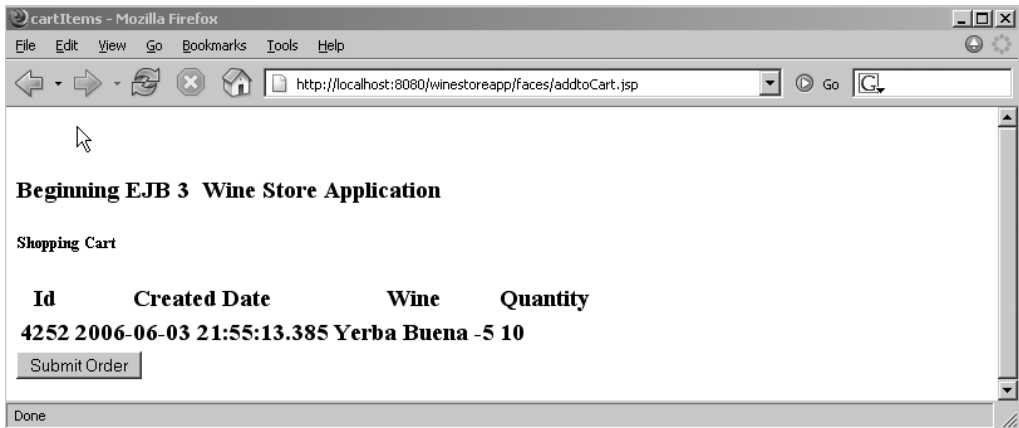 cartItems - Mozilla Firefox
File Edit View Go Bookmarks Tools Help
http://localhost:8080/winestoreapp/faces/addtoCart.jsp Go G
Beginning EJB 3 Wine Store Application
Shopping Cart
Id Created Date Wine Quantity
4252 2006-06-03 21:55:13.385 Yerba Buena -5 10
Submit Order
Done